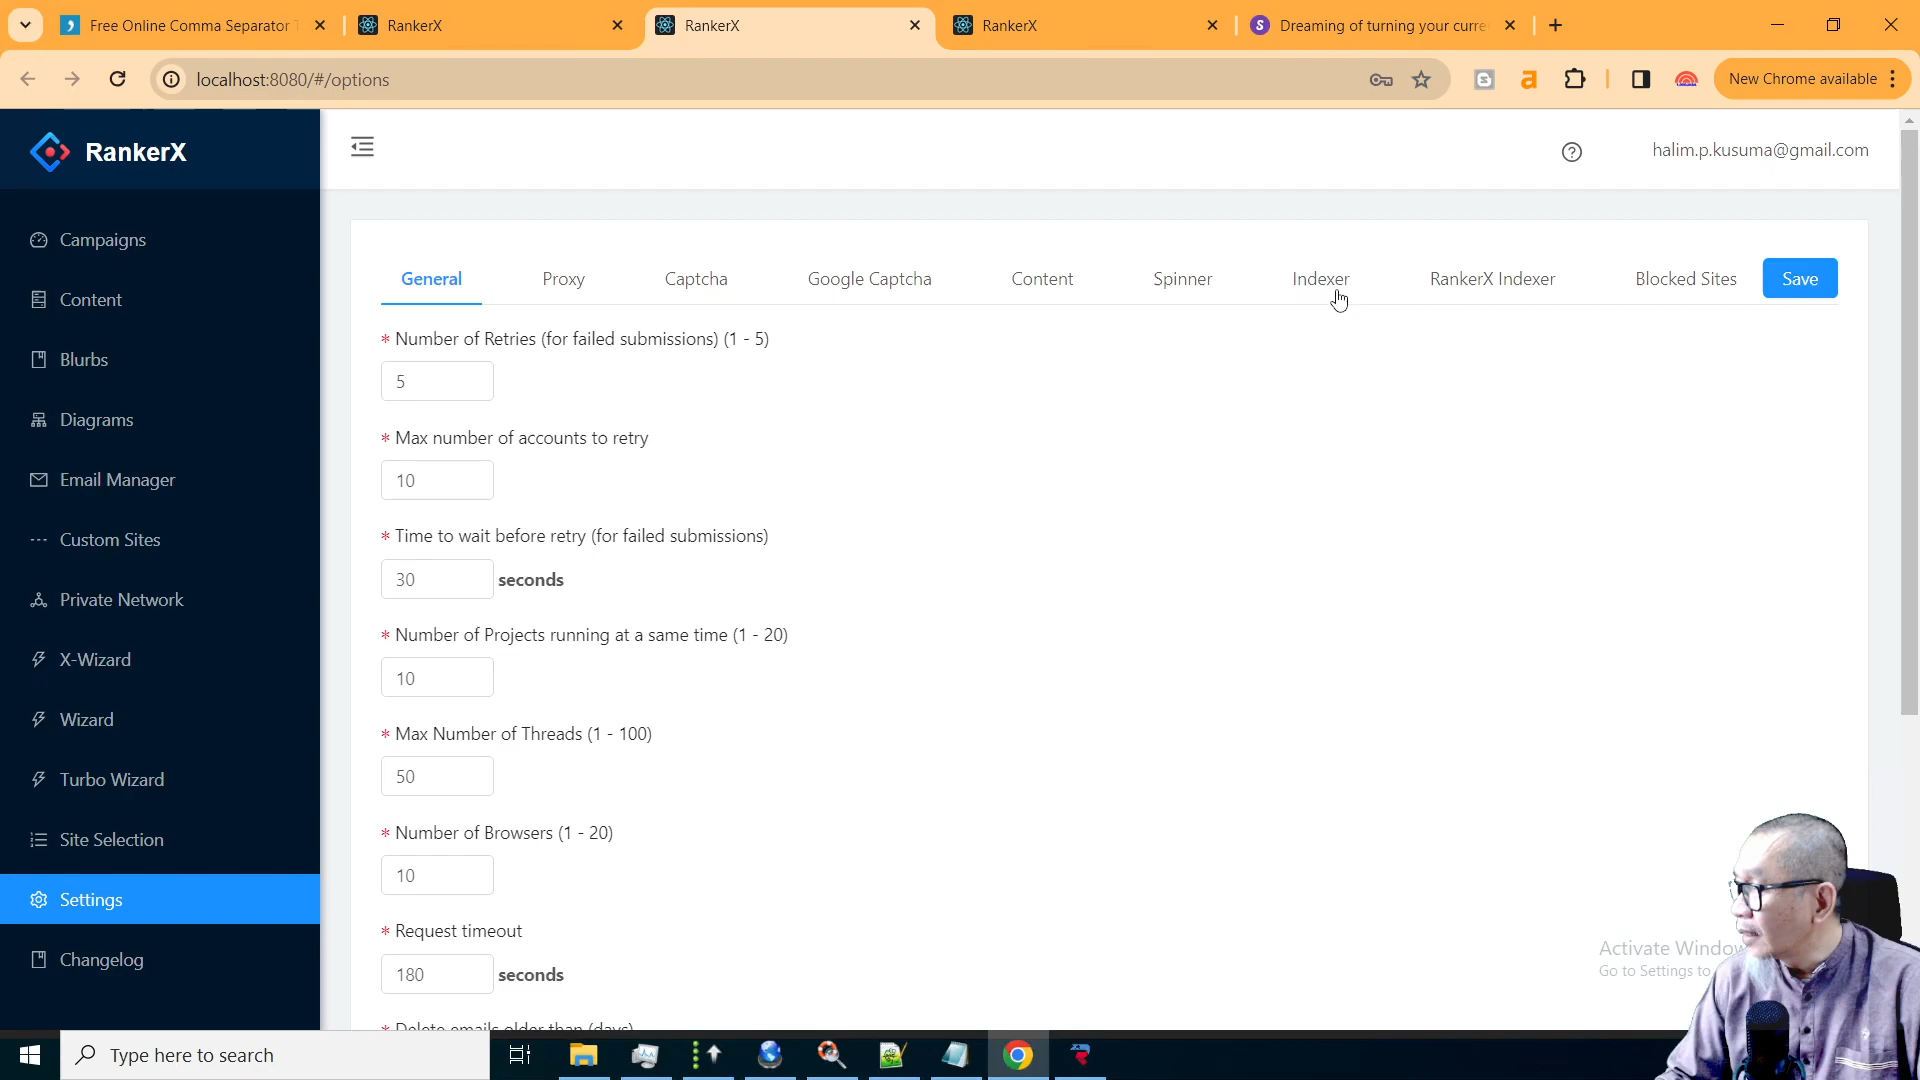 Free Online Comma Separator
RankerX
RankerX
RankerX
Dreaming of turning your curre
localhost:8080/#/options
New Chrome available
RankerX
halim.p.kusuma@gmail.com
Campaigns
Content
Blurbs
Diagrams
Email Manager
Custom Sites
Private Network
X-Wizard
Wizard
Turbo Wizard
Site Selection
Settings
Changelog
General Proxy Captcha Google Captcha Content Spinner Indexer RankerX Indexer Blocked Sites Save
* Number of Retries (for failed submissions) (1 - 5)
5
* Max number of accounts to retry
10
* Time to wait before retry (for failed submissions)
30 seconds
* Number of Projects running at a same time (1 - 20)
10
* Max Number of Threads (1 - 100)
50
* Number of Browsers (1 - 20)
10
* Request timeout
180 seconds
* Delete emails older than (days)
Activate Window
Go to Settings to
Type here to search